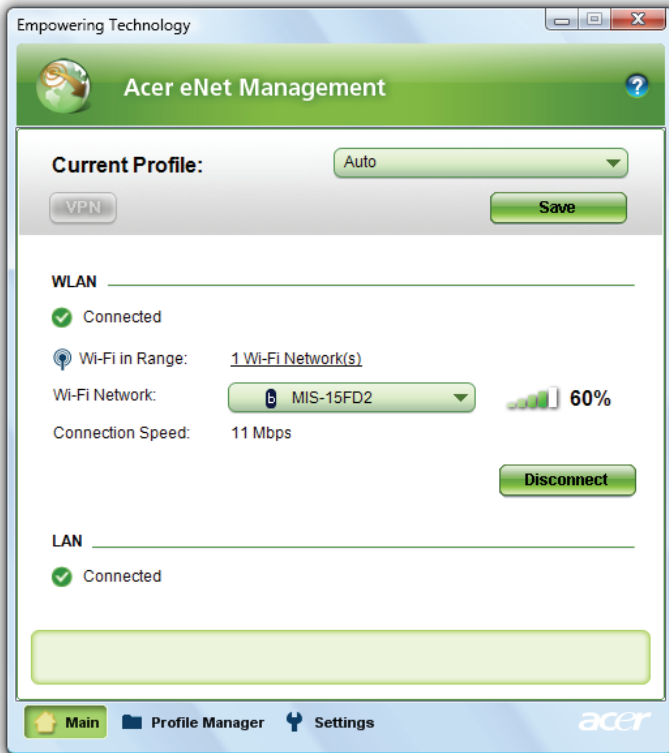 Empowering Technology
Acer eNet Management
?
Current Profile: Auto
VPN Save
WLAN
Connected
Wi-Fi in Range: 1 Wi-Fi Network(s)
Wi-Fi Network: b MIS-15FD2 60%
Connection Speed: 11 Mbps
Disconnect
LAN
Connected
Main Profile Manager Settings acer